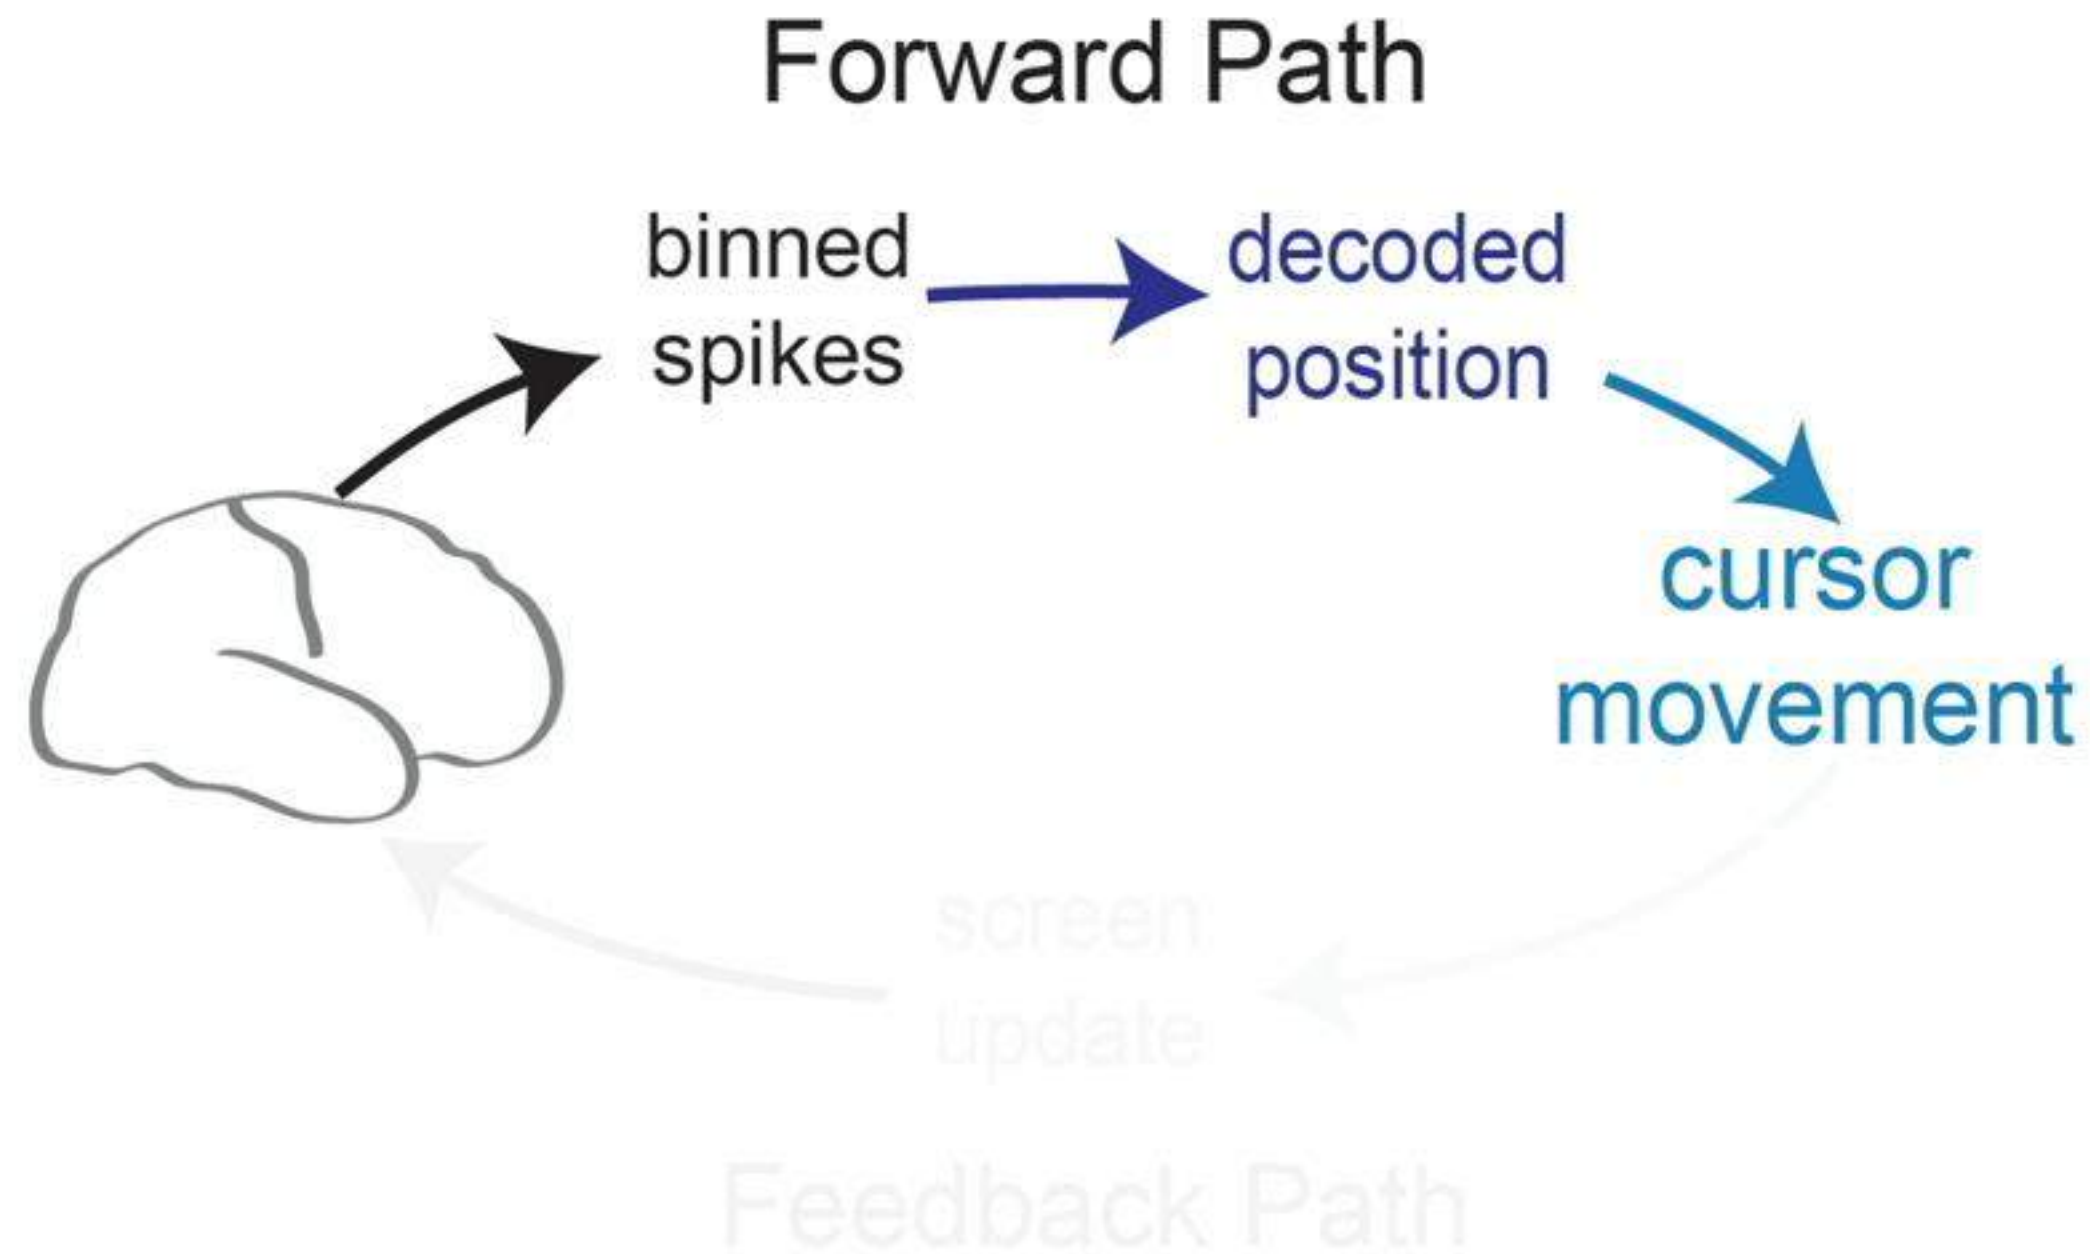 Forward Path
binned
spikes
decoded
position
cursor
movement
screen
update
Feedback Path